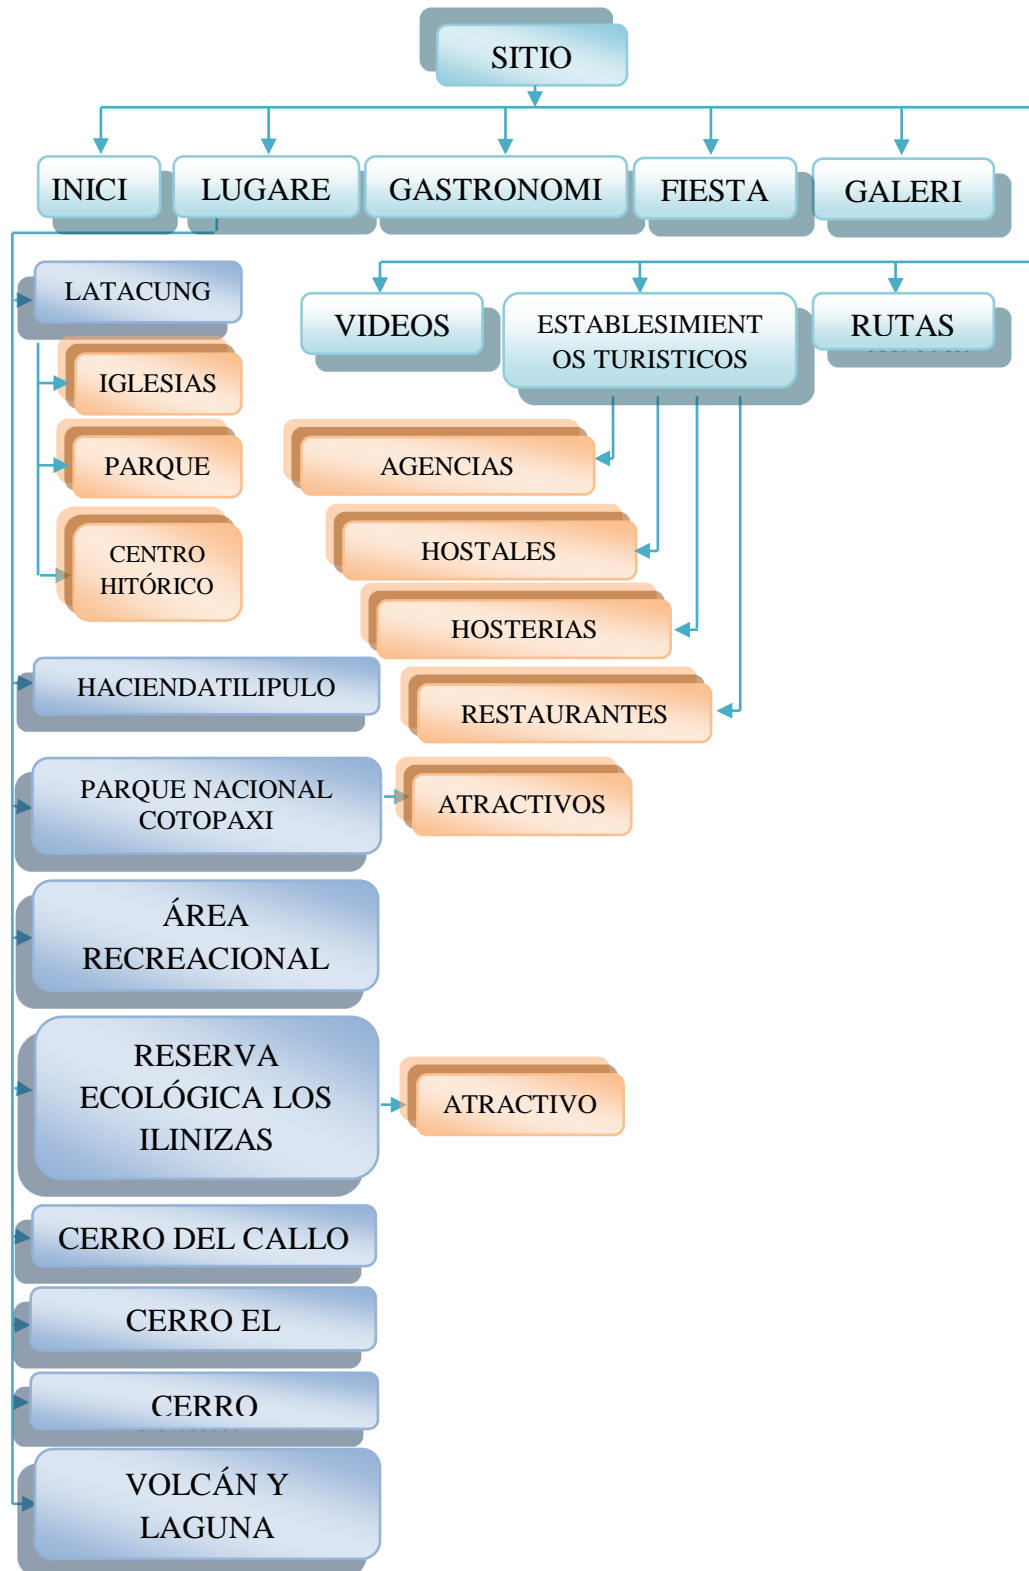 SITIO
INICI
LUGARE
GASTRONOMI
FIESTA
GALERI
LATACUNG
VIDEOS
ESTABLESIMIENT
OS TURISTICOS
RUTAS
IGLESIAS
PARQUE
CENTRO
HITÓRICO
AGENCIAS
HOSTALES
HOSTERIAS
RESTAURANTES
HACIENDATILIPULO
PARQUE NACIONAL
COTOPAXI
ATRACTIVOS
ÁREA
RECREACIONAL
RESERVA
ECOLÓGICA LOS
ILINIZAS
ATRACTIVO
CERRO DEL CALLO
CERRO EL
CERRO
VOLCÁN Y
LAGUNA